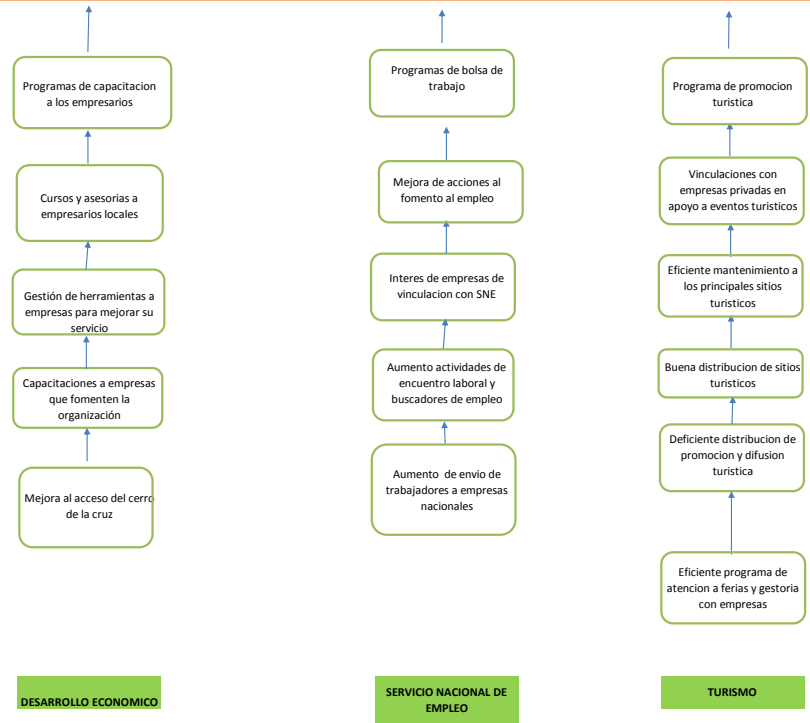 Programas de capacitacion
a los empresarios
Cursos y asesorias a
empresarios locales
Gestión de herramientas a
empresas para mejorar su
servicio
Capacitaciones a empresas
que fomenten la
organización
Mejora al acceso del cerro
de la cruz
DESARROLLO ECONOMICO
Programas de bolsa de
trabajo
Mejora de acciones al
fomento al empleo
Interes de empresas de
vinculacion con SNE
Aumento actividades de
encuentro laboral y
buscadores de empleo
Aumento de envio de
trabajadores a empresas
nacionales
SERVICIO NACIONAL DE
EMPLEO
Programa de promocion
turistica
Vinculaciones con
empresas privadas en
apoyo a eventos turisticos
Eficiente mantenimiento a
los principales sitios
turisticos
Buena distribucion de sitios
turisticos
Deficiente distribucion de
promocion y difusion
turistica
Eficiente programa de
atencion a ferias y gestoria
con empresas
TURISMO